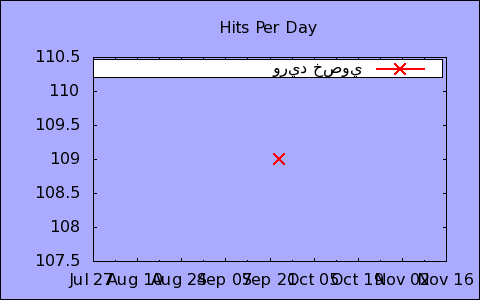 Hits Per Day
110.5
وريد خصوي
110
109.5
109
108.5
108
107.5
Jul 27 Aug 10 Aug 24 Sep 07 Sep 21 Oct 05 Oct 19 Nov 02 Nov 16